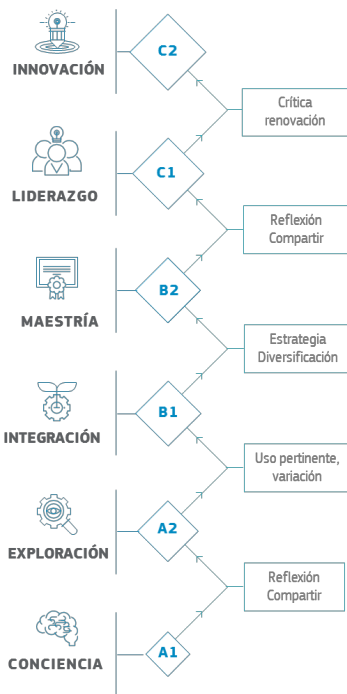 INNOVACIÓN
C2
Crítica
renovación
LIDERAZGO
C1
Reflexión
Compartir
MAESTRÍA
B2
Estrategia
Diversificación
INTEGRACIÓN
B1
Uso pertinente,
variación
EXPLORACIÓN
A2
Reflexión
Compartir
CONCIENCIA
A1